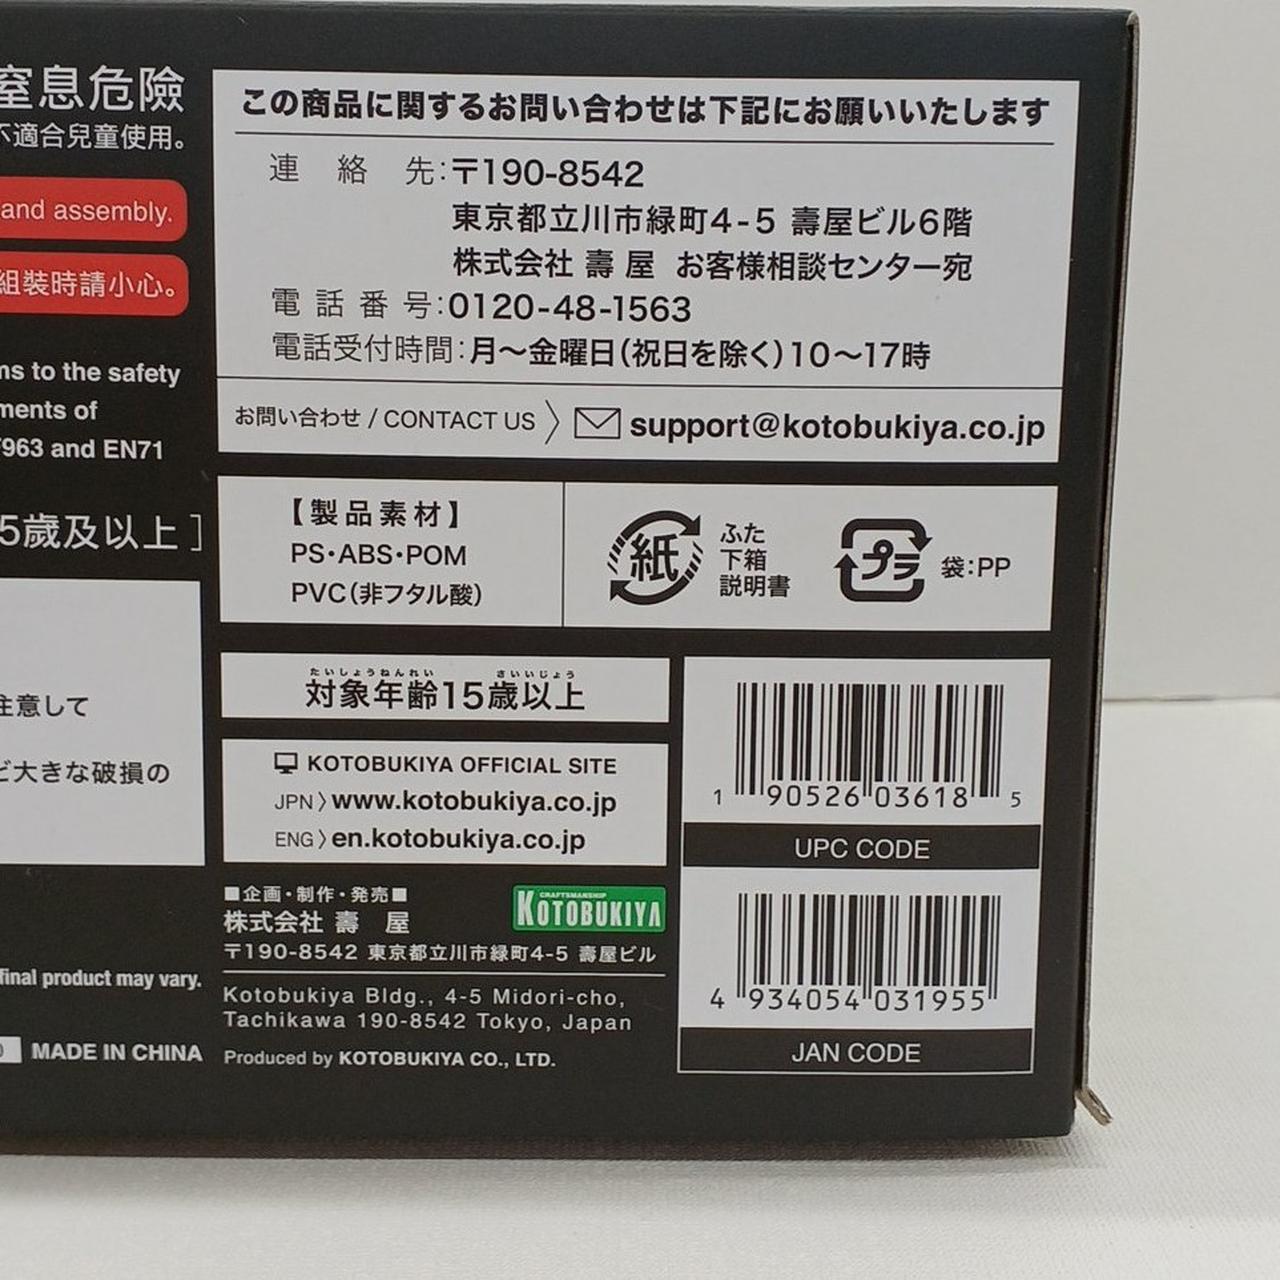 窒息危險
不適合兒童使用。
and assembly.
組裝時請小心。
to the safety
of
and EN71
5歲及以上］
注意して
大きな破損の
final product may vary.
MADE IN CHINA
この商品に関するお問い合わせは下記にお願いいたします
連絡先：〒190-8542
東京都立川市緑町4-5 壽屋ビル6階
株式会社 壽 屋 お客様相談センター宛
電話番号：0120-48-1563
電話受付時間：月～金曜日（祝日を除く）10～17時
お問い合わせ / CONTACT US 〉 support@kotobukiya.co.jp
【製品素材】
PS・ABS・POM
PVC（非フタル酸）
紙
ふた
下箱
説明書
プラ
袋：PP
たいしょうねんれい さいいじょう
対象年齢15歳以上
KOTOBUKIYA OFFICIAL SITE
JPN〉www.kotobukiya.co.jp
ENG〉en.kotobukiya.co.jp
■企画・制作・発売■
株式会社 壽 屋
CRAFTSMANSHIP
KOTOBUKIYA
〒190-8542 東京都立川市緑町4-5 壽屋ビル
Kotobukiya Bldg., 4-5 Midori-cho,
Tachikawa 190-8542 Tokyo, Japan
Produced by KOTOBUKIYA CO., LTD.
1 90526 03618 5
UPC CODE
4 934054 031955
JAN CODE